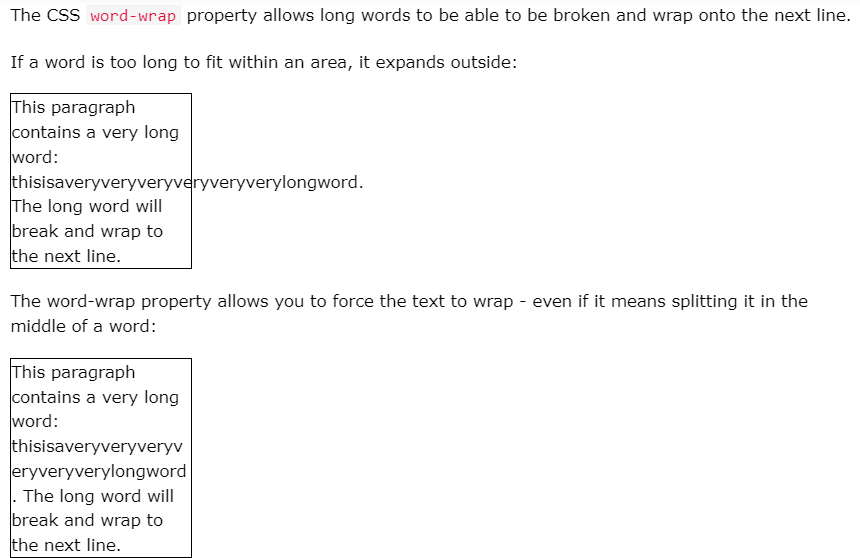 The CSS word-wrap property allows long words to be able to be broken and wrap onto the next line.
If a word is too long to fit within an area, it expands outside:
This paragraph
contains a very long
word:
thisisaveryveryveryveryveryverylongword.
The long word will
break and wrap to
the next line.
The word-wrap property allows you to force the text to wrap - even if it means splitting it in the
middle of a word:
This paragraph
contains a very long
word:
thisisaveryveryveryv
eryveryverylongword
. The long word will
break and wrap to
the next line.